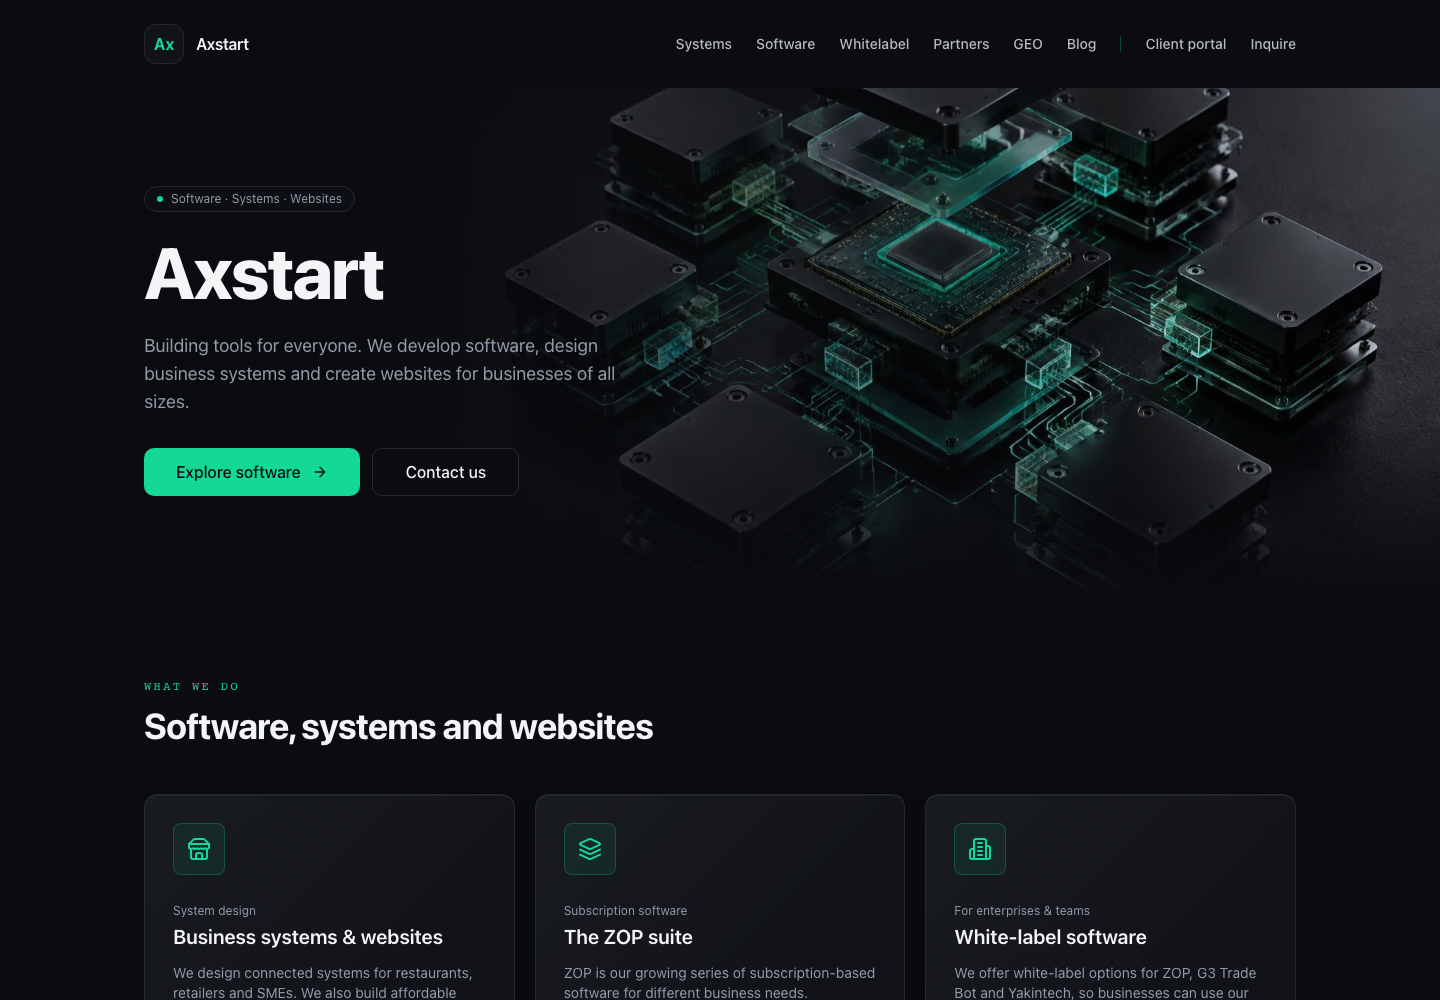 Ax
Axstart
Systems
Software
Whitelabel
Partners
GEO
Blog
Client portal
Inquire
Software · Systems · Websites
Axstart
Building tools for everyone. We develop software, design
business systems and create websites for businesses of all
sizes.
Explore software →
Contact us
WHAT WE DO
Software, systems and websites
System design
Business systems & websites
We design connected systems for restaurants,
retailers and SMEs. We also build affordable
Subscription software
The ZOP suite
ZOP is our growing series of subscription-based
software for different business needs.
For enterprises & teams
White-label software
We offer white-label options for ZOP, G3 Trade
Bot and Yakintech, so businesses can use our